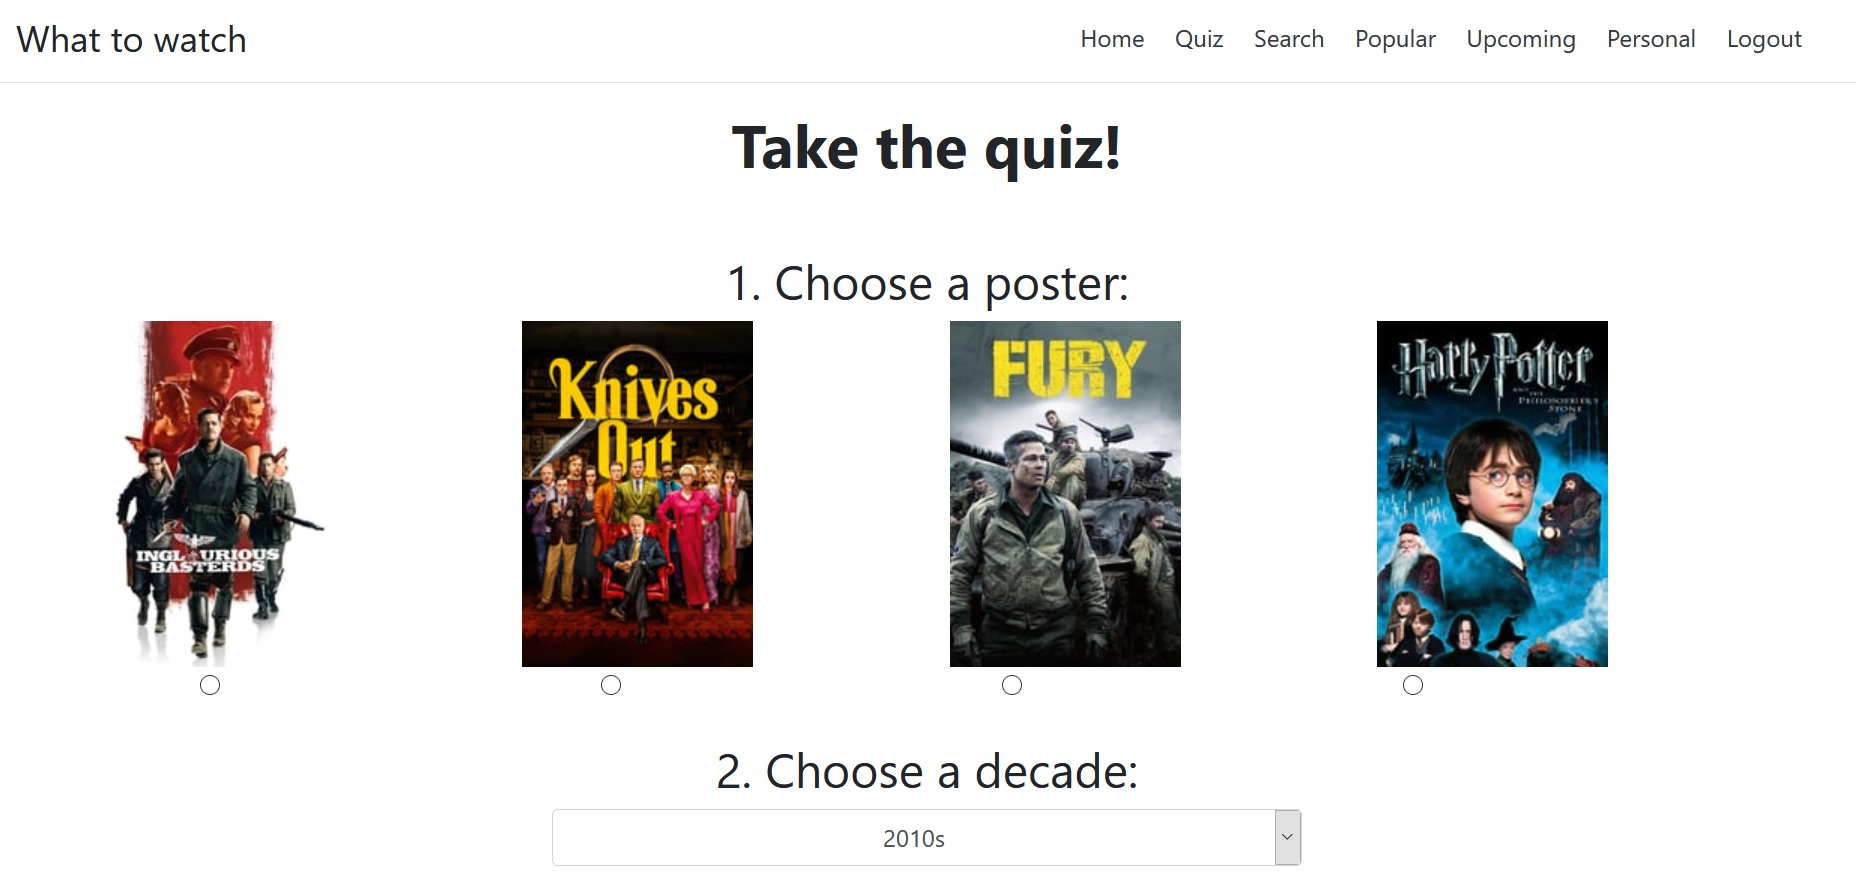 What to watch
Home Quiz Search Popular Upcoming Personal Logout
Take the quiz!
1. Choose a poster:
INGLOURIOUS
BASTERDS
Knives
Out
FURY
Harry Potter
AND THE
PHILOSOPHER'S
STONE
2. Choose a decade:
2010s